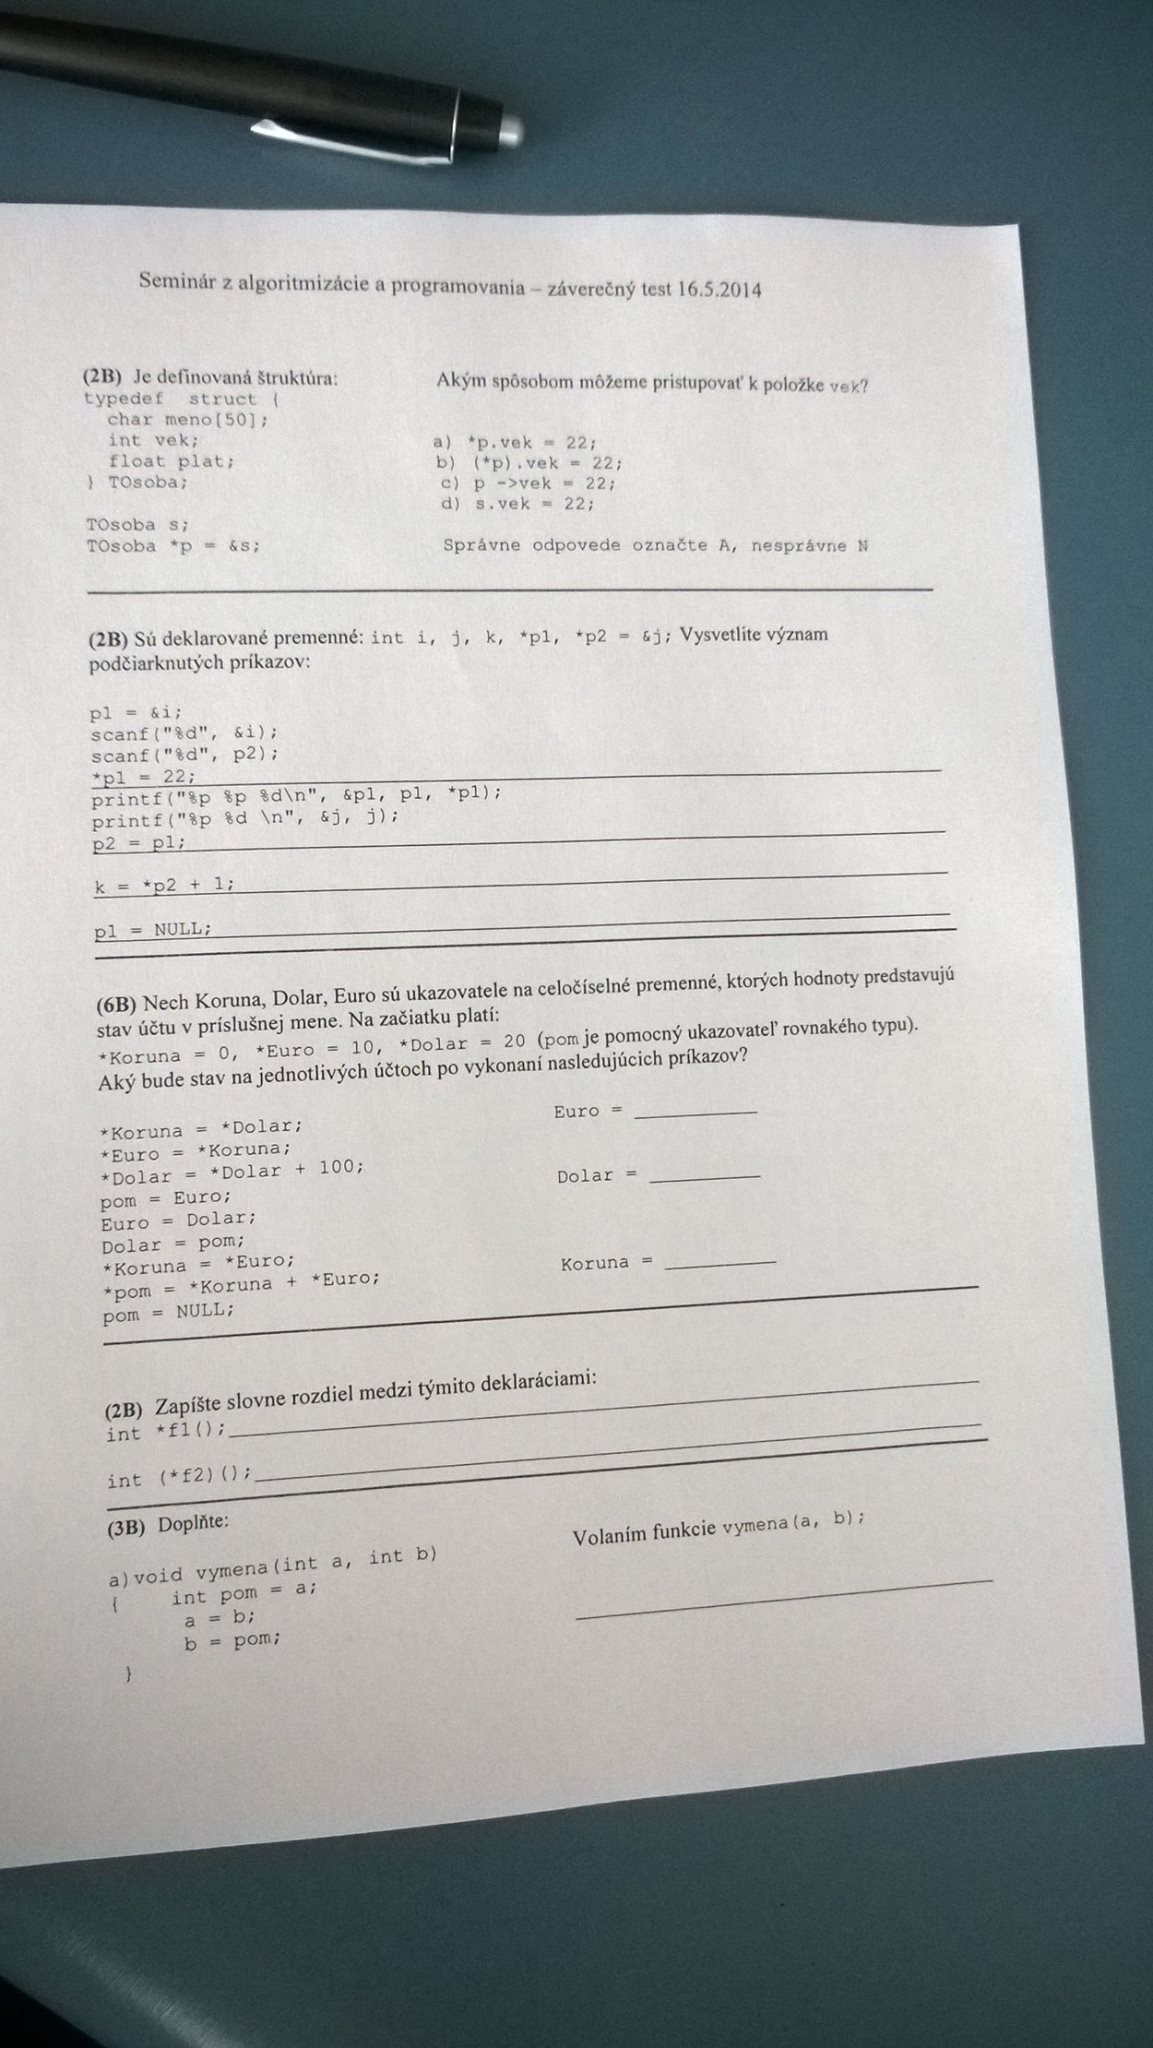 Seminár z algoritmizácie a programovania – záverečný test 16.5.2014
(2B) Je definovaná štruktúra:
typedef struct {
char meno[50];
int vek;
float plat;
} TOsoba;
TOsoba s;
TOsoba *p = &s;
Akým spôsobom môžeme pristupovať k položke vek?
a) *p.vek = 22;
b) (*p).vek = 22;
c) p ->vek = 22;
d) s.vek = 22;
Správne odpovede označte A, nesprávne N
(2B) Sú deklarované premenné: int i, j, k, *p1, *p2 = &j; Vysvetlite význam
podčiarknutých príkazov:
p1 = &i;
scanf("%d", &i);
scanf("%d", p2);
*p1 = 22;
printf("%p %p %d\n", &p1, p1, *p1);
printf("%p %d \n", &j, j);
p2 = p1;
k = *p2 + 1;
p1 = NULL;
(6B) Nech Koruna, Dolar, Euro sú ukazovatele na celočíselné premenné, ktorých hodnoty predstavujú
stav účtu v príslušnej mene. Na začiatku platí:
*Koruna = 0, *Euro = 10, *Dolar = 20 (pom je pomocný ukazovateľ rovnakého typu).
Aký bude stav na jednotlivých účtoch po vykonaní nasledujúcich príkazov?
*Koruna = *Dolar;
*Euro = *Koruna;
*Dolar = *Dolar + 100;
pom = Euro;
Euro = Dolar;
Dolar = pom;
*Koruna = *Euro;
*pom = *Koruna + *Euro;
pom = NULL;
Euro =
Dolar =
Koruna =
(2B) Zapíšte slovne rozdiel medzi týmito deklaráciami:
int *f1();
int (*f2)();
(3B) Doplňte:
a)void vymena(int a, int b)
{ int pom = a;
a = b;
b = pom;
}
Volaním funkcie vymena(a, b);